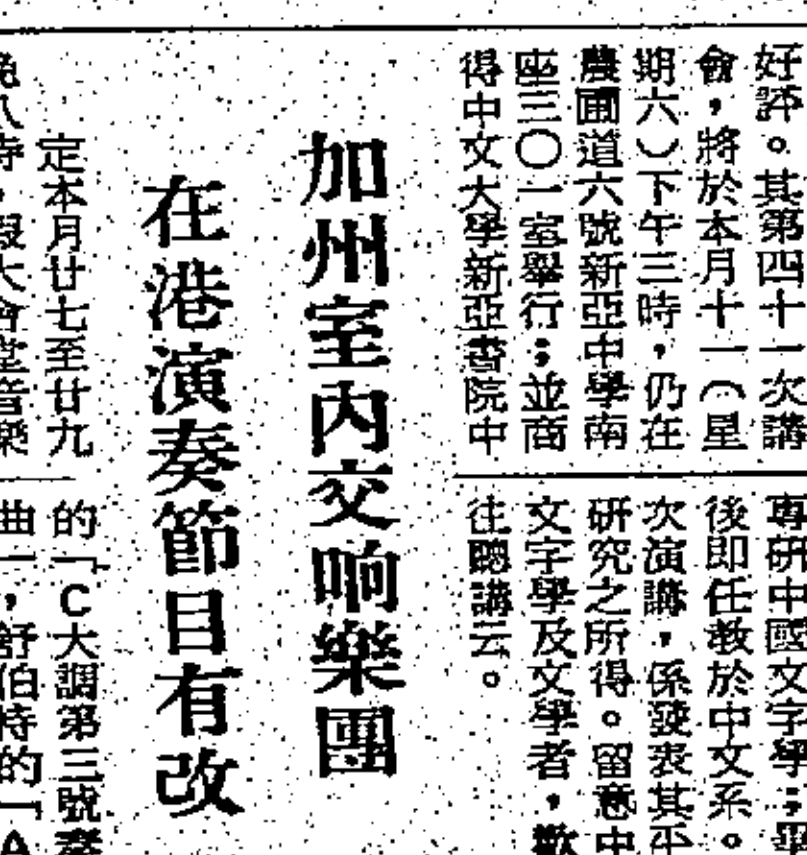 好評。其第四十一次講
會，將於本月十一（星
期六）下午三時，仍在
農圃道六號新亞中學南
座三〇一室舉行；並商
得中文大學新亞書院中
專研中國文字學；畢
後即任教於中文系。
次演講，係發表其平
研究之所得。留意中
文字學及文學者，歡
往聽講云。
加州室內交响樂團
在港演奏節目有改
定本月廿七至廿九
晚八時，假大會堂音樂
的「C大調第三號奏
曲」，舒伯特的「A